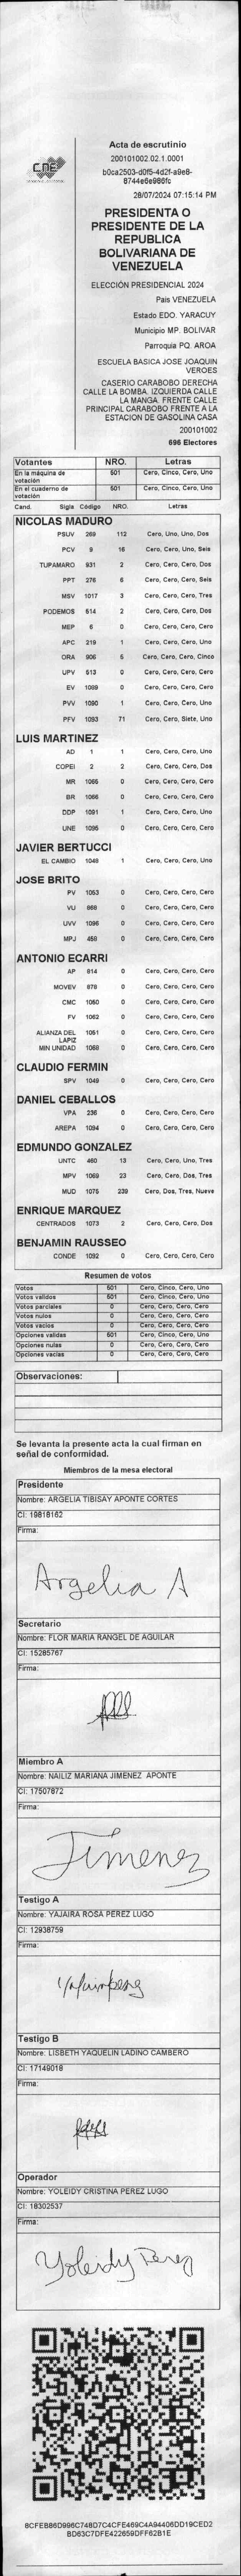 CNE
Acta de escrutinio
200101002.02.1.0001
b0ca2503-d0f5-4d2f-a9e8-
8744e6e986fc
28/07/2024 07:15:14 PM
PRESIDENTA O
PRESIDENTE DE LA
REPUBLICA
BOLIVARIANA DE
VENEZUELA
ELECCIÓN PRESIDENCIAL 2024
Pais VENEZUELA
Estado EDO. YARACUY
Municipio MP. BOLIVAR
Parroquia PQ. AROA
ESCUELA BASICA JOSE JOAQUIN
VEROES
CASERIO CARABOBO DERECHA
CALLE LA BOMBA. IZQUIERDA CALLE
LA MANGA. FRENTE CALLE
PRINCIPAL CARABOBO FRENTE A LA
ESTACION DE GASOLINA CASA
200101002
696 Electores
Votantes NRO. Letras
En la máquina de votación 501 Cero, Cinco, Cero, Uno
En el cuaderno de votación 501 Cero, Cinco, Cero, Uno
Cand. Sigla Código NRO. Letras
NICOLAS MADURO
PSUV 269 112 Cero, Uno, Uno, Dos
PCV 9 16 Cero, Cero, Uno, Seis
TUPAMARO 931 2 Cero, Cero, Cero, Dos
PPT 276 6 Cero, Cero, Cero, Seis
MSV 1017 3 Cero, Cero, Cero, Tres
PODEMOS 514 2 Cero, Cero, Cero, Dos
MEP 6 0 Cero, Cero, Cero, Cero
APC 219 1 Cero, Cero, Cero, Uno
ORA 906 5 Cero, Cero, Cero, Cinco
UPV 513 0 Cero, Cero, Cero, Cero
EV 1089 0 Cero, Cero, Cero, Cero
PVV 1090 1 Cero, Cero, Cero, Uno
PFV 1093 71 Cero, Cero, Siete, Uno
LUIS MARTINEZ
AD 1 1 Cero, Cero, Cero, Uno
COPEI 2 2 Cero, Cero, Cero, Dos
MR 1065 0 Cero, Cero, Cero, Cero
BR 1066 0 Cero, Cero, Cero, Cero
DDP 1091 1 Cero, Cero, Cero, Uno
UNE 1095 0 Cero, Cero, Cero, Cero
JAVIER BERTUCCI
EL CAMBIO 1048 1 Cero, Cero, Cero, Uno
JOSE BRITO
PV 1053 0 Cero, Cero, Cero, Cero
VU 868 0 Cero, Cero, Cero, Cero
UVV 1096 0 Cero, Cero, Cero, Cero
MPJ 458 0 Cero, Cero, Cero, Cero
ANTONIO ECARRI
AP 814 0 Cero, Cero, Cero, Cero
MOVEV 878 0 Cero, Cero, Cero, Cero
CMC 1050 0 Cero, Cero, Cero, Cero
FV 1062 0 Cero, Cero, Cero, Cero
ALIANZA DEL LAPIZ 1051 0 Cero, Cero, Cero, Cero
MIN UNIDAD 1068 0 Cero, Cero, Cero, Cero
CLAUDIO FERMIN
SPV 1049 0 Cero, Cero, Cero, Cero
DANIEL CEBALLOS
VPA 236 0 Cero, Cero, Cero, Cero
AREPA 1094 0 Cero, Cero, Cero, Cero
EDMUNDO GONZALEZ
UNTC 460 13 Cero, Cero, Uno, Tres
MPV 1069 23 Cero, Cero, Dos, Tres
MUD 1075 239 Cero, Dos, Tres, Nueve
ENRIQUE MARQUEZ
CENTRADOS 1073 2 Cero, Cero, Cero, Dos
BENJAMIN RAUSSEO
CONDE 1092 0 Cero, Cero, Cero, Cero
Resumen de votos
Votos 501 Cero, Cinco, Cero, Uno
Votos validos 501 Cero, Cinco, Cero, Uno
Votos parciales 0 Cero, Cero, Cero, Cero
Votos nulos 0 Cero, Cero, Cero, Cero
Votos vacios 0 Cero, Cero, Cero, Cero
Opciones validas 501 Cero, Cinco, Cero, Uno
Opciones nulas 0 Cero, Cero, Cero, Cero
Opciones vacias 0 Cero, Cero, Cero, Cero
Observaciones:
Se levanta la presente acta la cual firman en
señal de conformidad.
Miembros de la mesa electoral
Presidente
Nombre: ARGELIA TIBISAY APONTE CORTES
CI: 19818162
Firma:
Argelia A
Secretario
Nombre: FLOR MARIA RANGEL DE AGUILAR
CI: 15285767
Firma:
Miembro A
Nombre: NAILIZ MARIANA JIMENEZ APONTE
CI: 17507872
Firma:
Jimenez
Testigo A
Nombre: YAJAIRA ROSA PEREZ LUGO
CI: 12938759
Firma:
Testigo B
Nombre: LISBETH YAQUELIN LADINO CAMBERO
CI: 17149018
Firma:
Operador
Nombre: YOLEIDY CRISTINA PEREZ LUGO
CI: 18302537
Firma:
Yoleidy Perez
8CFEB86D996C748D7C4CFE469C4A94406DD19CED2
BD63C7DFE422659DFF62B1E